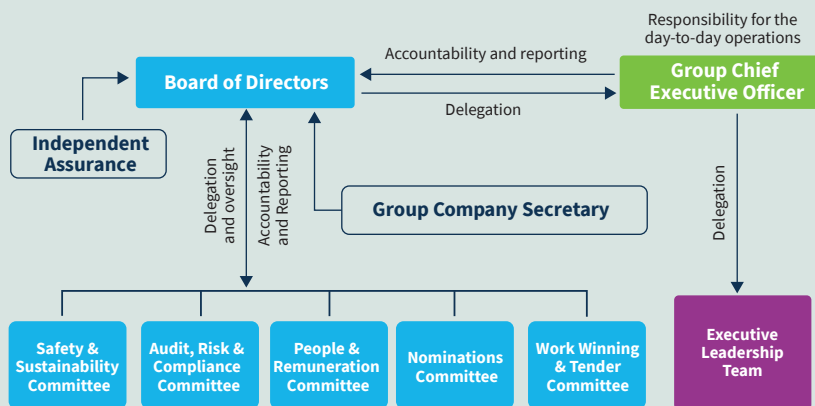 Responsibility for the
day-to-day operations
Accountability and reporting
Board of Directors
Group Chief
Executive Officer
Delegation
Independent
Assurance
Delegation
and oversight
Accountability
and Reporting
Group Company Secretary
Delegation
Safety &
Sustainability
Committee
Audit, Risk &
Compliance
Committee
People &
Remuneration
Committee
Nominations
Committee
Work Winning
& Tender
Committee
Executive
Leadership
Team